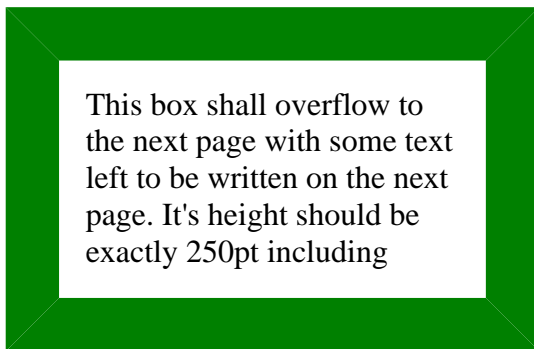 This box shall overflow to
the next page with some text
left to be written on the next
page. It's height should be
exactly 250pt including